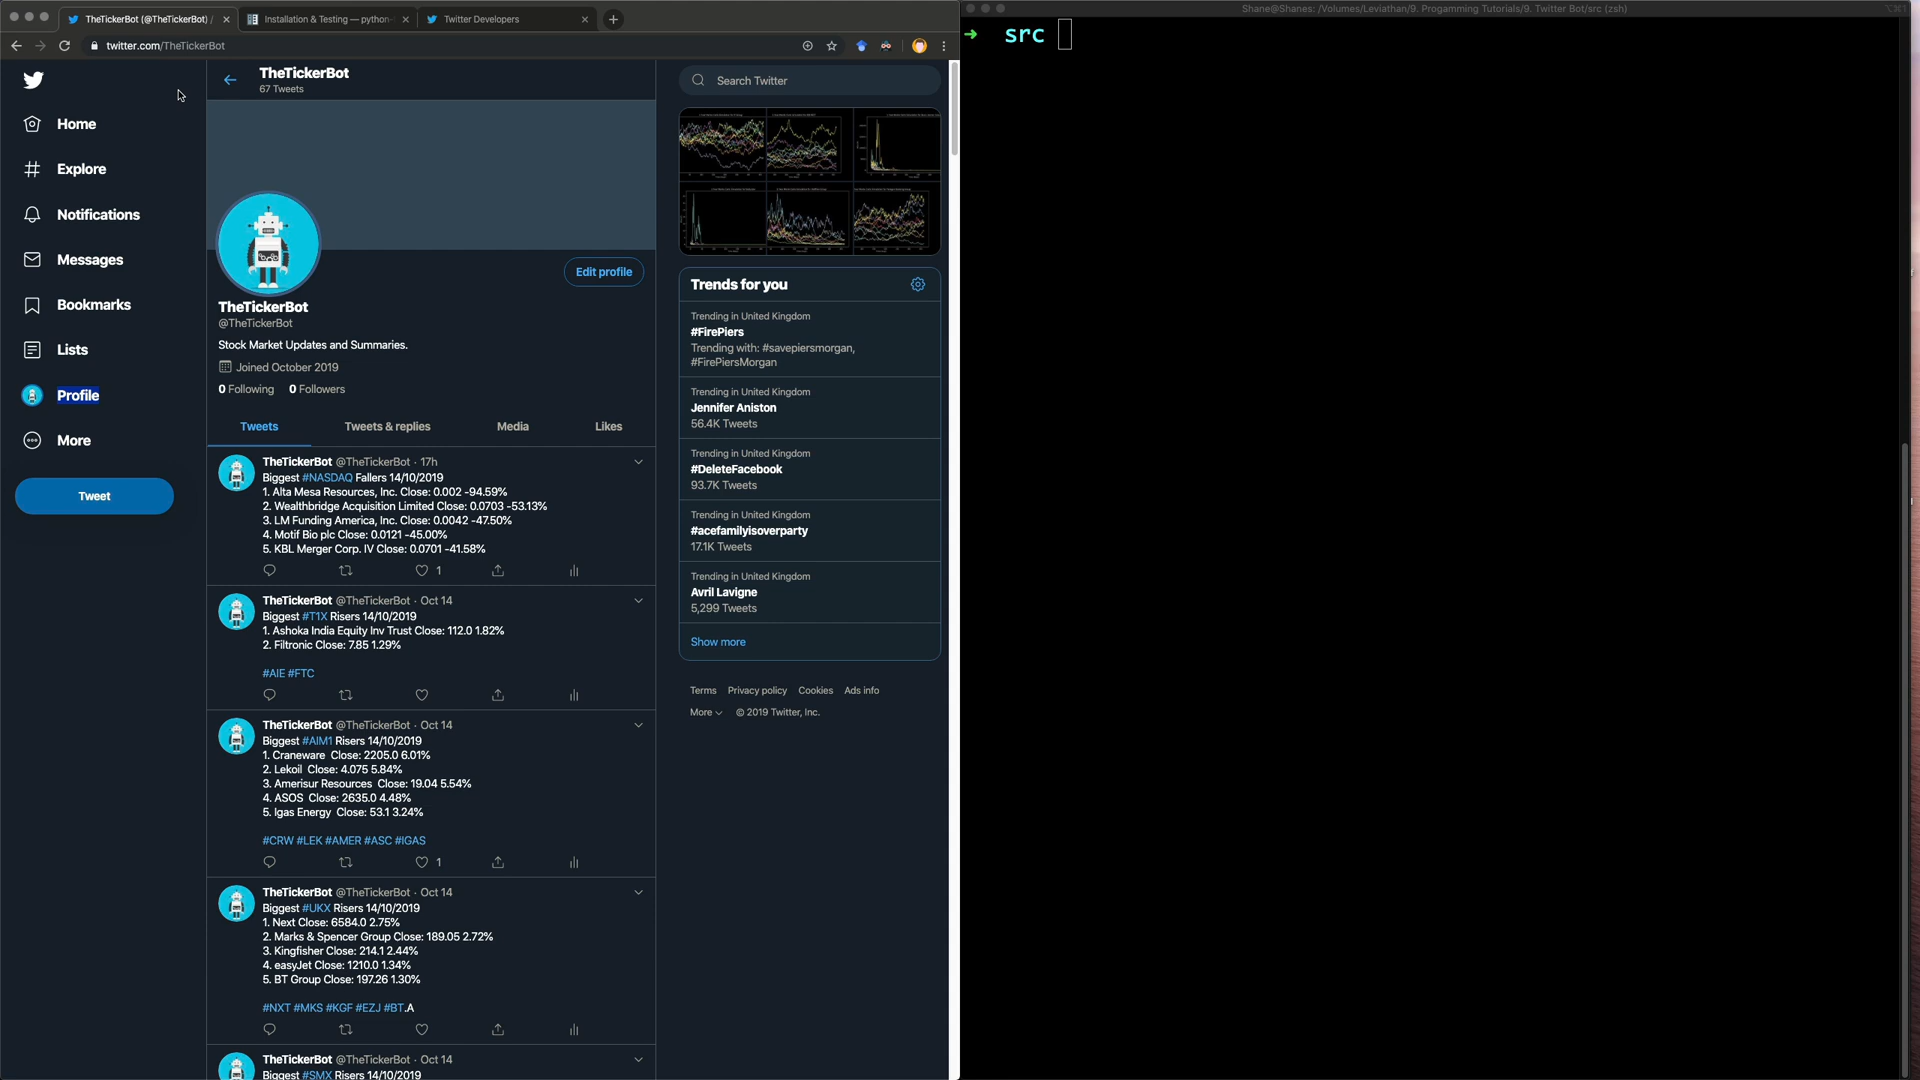 TheTickerBot (@TheTickerBot) /
Installation & Testing — python-
Twitter Developers
twitter.com/TheTickerBot
Shane@Shanes: /Volumes/Leviathan/9. Progamming Tutorials/9. Twitter Bot/src (zsh)
src
Home
Explore
Notifications
Messages
Bookmarks
Lists
Profile
More
Tweet
TheTickerBot
67 Tweets
Edit profile
TheTickerBot
@TheTickerBot
Stock Market Updates and Summaries.
Joined October 2019
0 Following 0 Followers
Tweets
Tweets & replies
Media
Likes
TheTickerBot @TheTickerBot · 17h
Biggest #NASDAQ Fallers 14/10/2019
1. Alta Mesa Resources, Inc. Close: 0.002 -94.59%
2. Wealthbridge Acquisition Limited Close: 0.0703 -53.13%
3. LM Funding America, Inc. Close: 0.0042 -47.50%
4. Motif Bio plc Close: 0.0121 -45.00%
5. KBL Merger Corp. IV Close: 0.0701 -41.58%
1
TheTickerBot @TheTickerBot · Oct 14
Biggest #T1X Risers 14/10/2019
1. Ashoka India Equity Inv Trust Close: 112.0 1.82%
2. Filtronic Close: 7.85 1.29%
#AIE #FTC
TheTickerBot @TheTickerBot · Oct 14
Biggest #AIM1 Risers 14/10/2019
1. Craneware Close: 2205.0 6.01%
2. Lekoil Close: 4.075 5.84%
3. Amerisur Resources Close: 19.04 5.54%
4. ASOS Close: 2635.0 4.48%
5. Igas Energy Close: 53.1 3.24%
#CRW #LEK #AMER #ASC #IGAS
1
TheTickerBot @TheTickerBot · Oct 14
Biggest #UKX Risers 14/10/2019
1. Next Close: 6584.0 2.75%
2. Marks & Spencer Group Close: 189.05 2.72%
3. Kingfisher Close: 214.1 2.44%
4. easyJet Close: 1210.0 1.34%
5. BT Group Close: 197.26 1.30%
#NXT #MKS #KGF #EZJ #BT.A
TheTickerBot @TheTickerBot · Oct 14
Biggest #SMX Risers 14/10/2019
Search Twitter
Trends for you
Trending in United Kingdom
#FirePiers
Trending with: #savepiersmorgan,
#FirePiersMorgan
Trending in United Kingdom
Jennifer Aniston
56.4K Tweets
Trending in United Kingdom
#DeleteFacebook
93.7K Tweets
Trending in United Kingdom
#acefamilyisoverparty
17.1K Tweets
Trending in United Kingdom
Avril Lavigne
5,299 Tweets
Show more
Terms Privacy policy Cookies Ads info
More © 2019 Twitter, Inc.